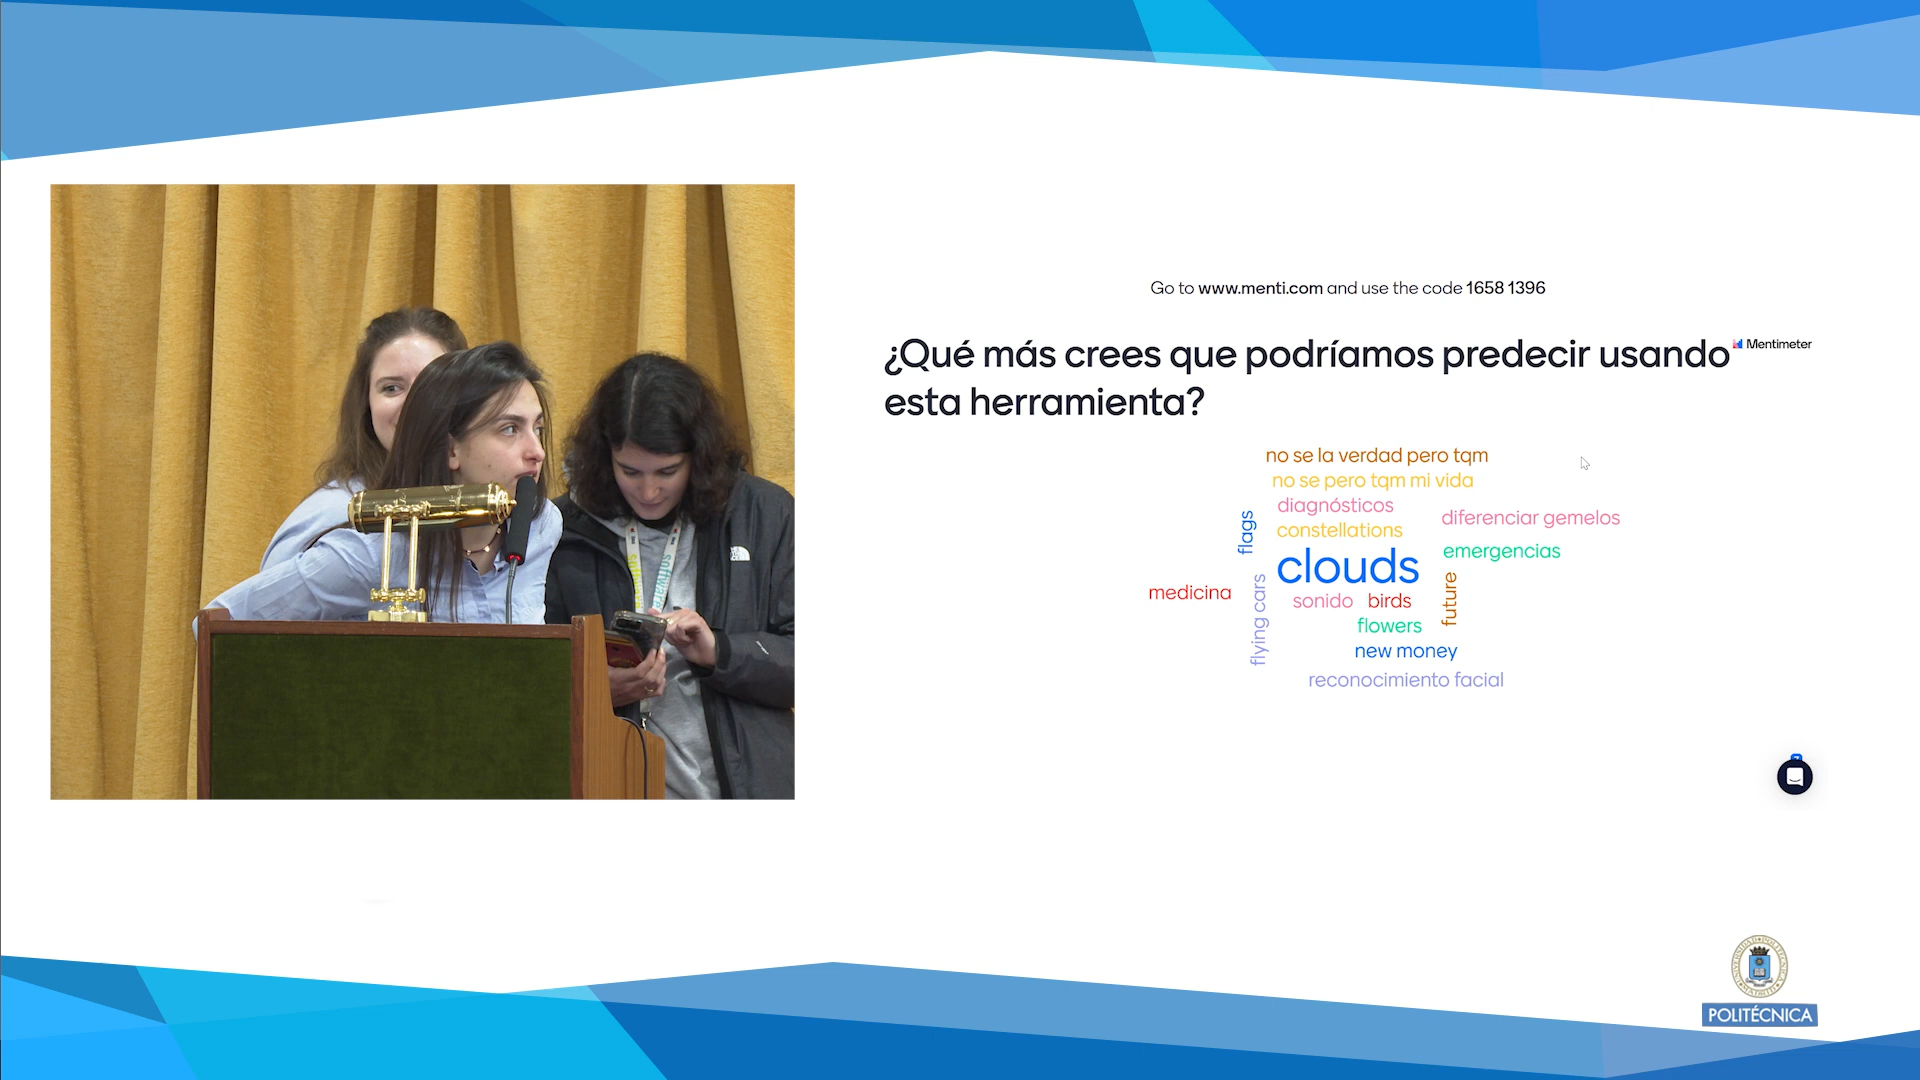 Go to www.menti.com and use the code 1658 1396
¿Qué más crees que podríamos predecir usando
esta herramienta?
Mentimeter
no se la verdad pero tqm
no se pero tqm mi vida
diagnósticos
constellations
flags
clouds
diferenciar gemelos
emergencias
medicina
flying cars
sonido
birds
future
flowers
new money
reconocimiento facial
POLITÉCNICA